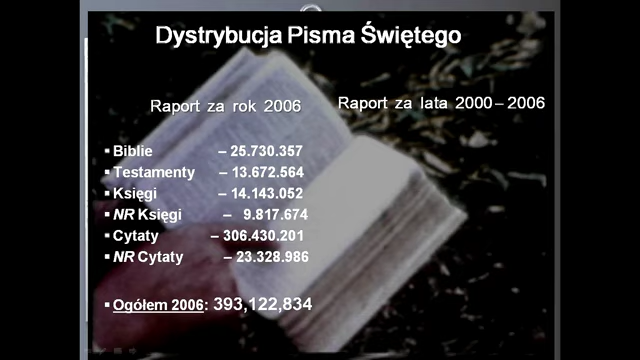 Dystrybucja Pisma Świętego
Raport za rok 2006
Raport za lata 2000 – 2006
▪ Biblie – 25.730.357
▪ Testamenty – 13.672.564
▪ Księgi – 14.143.052
▪ NR Księgi – 9.817.674
▪ Cytaty – 306.430.201
▪ NR Cytaty – 23.328.986
▪ Ogółem 2006: 393,122,834